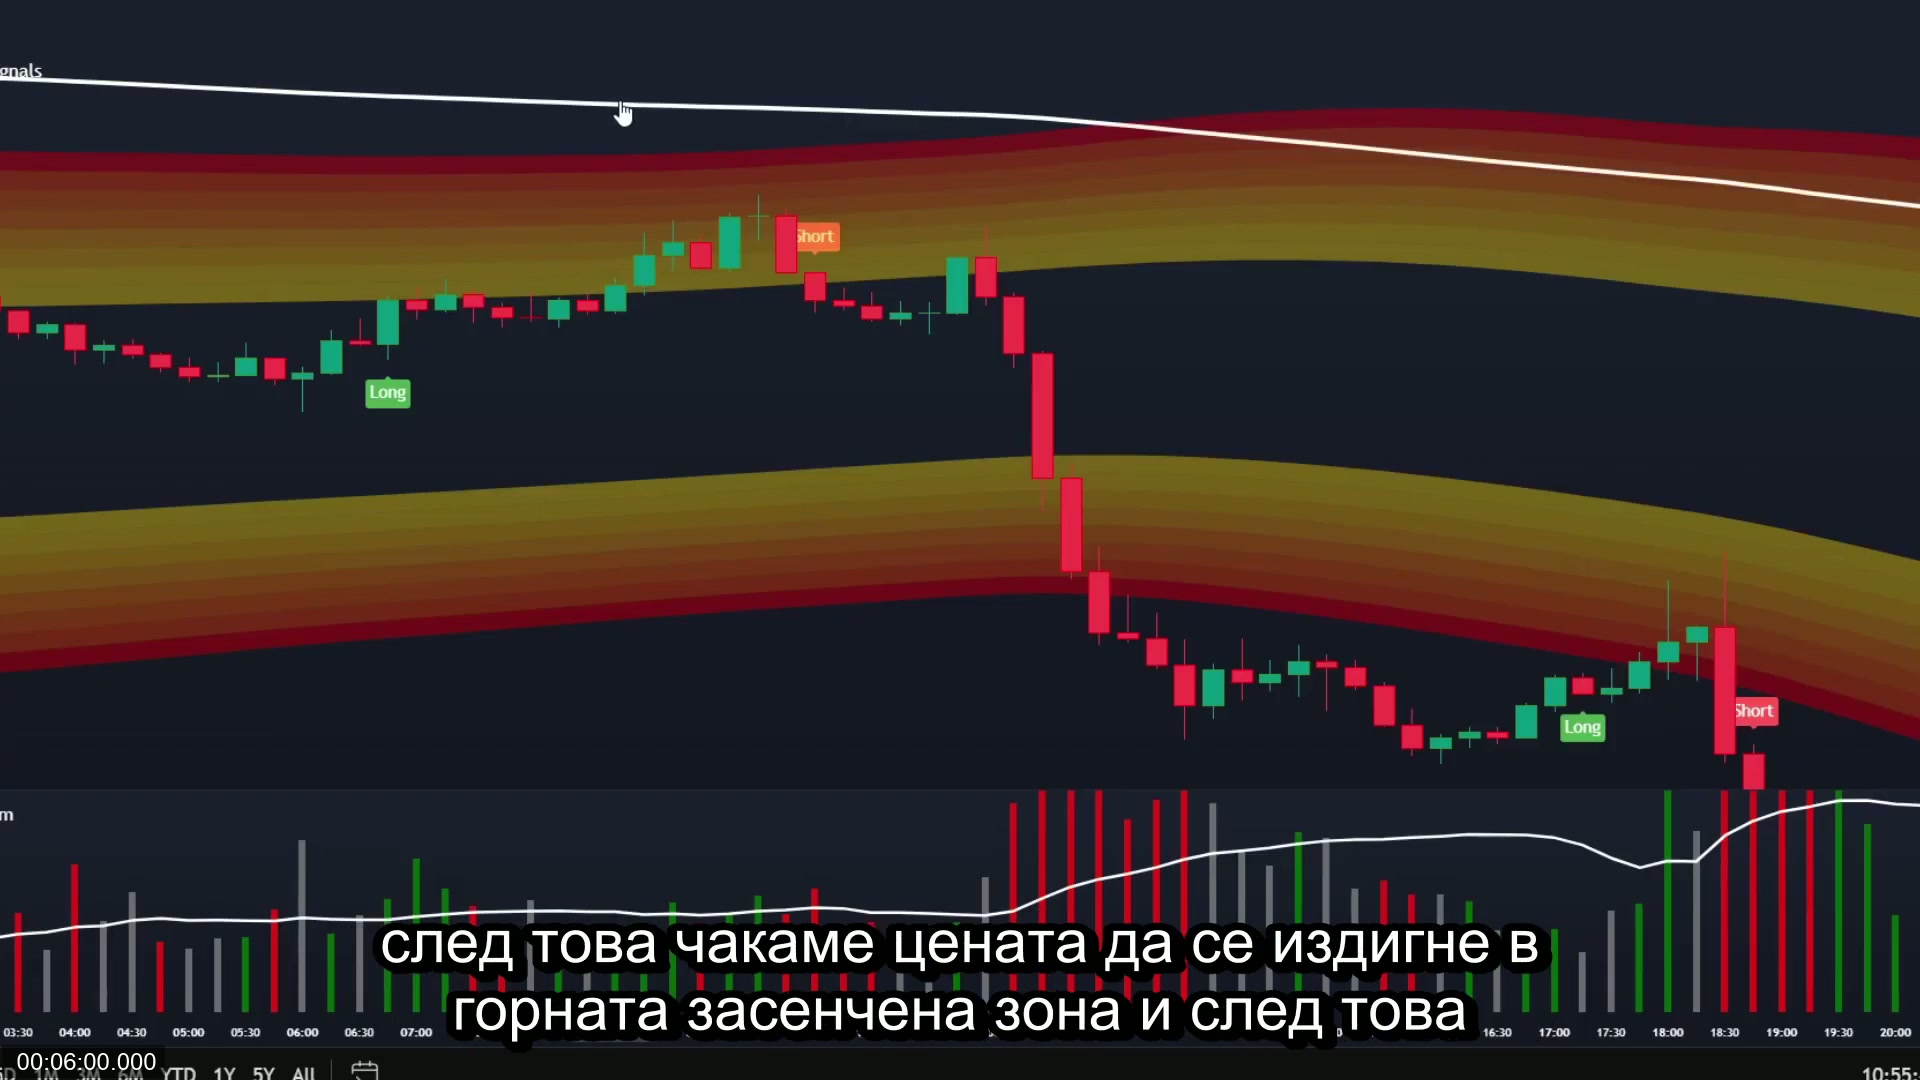 gnals
Short
Long
Long
Short
m
след това чакаме цената да се издигне в
горната засенчена зона и след това
03:30 04:00 04:30 05:00 05:30 06:00 06:30 07:00 16:30 17:00 17:30 18:00 18:30 19:00 19:30 20:00
00:06:00.000
5D 1M 3M 6M YTD 1Y 5Y All
10:55: